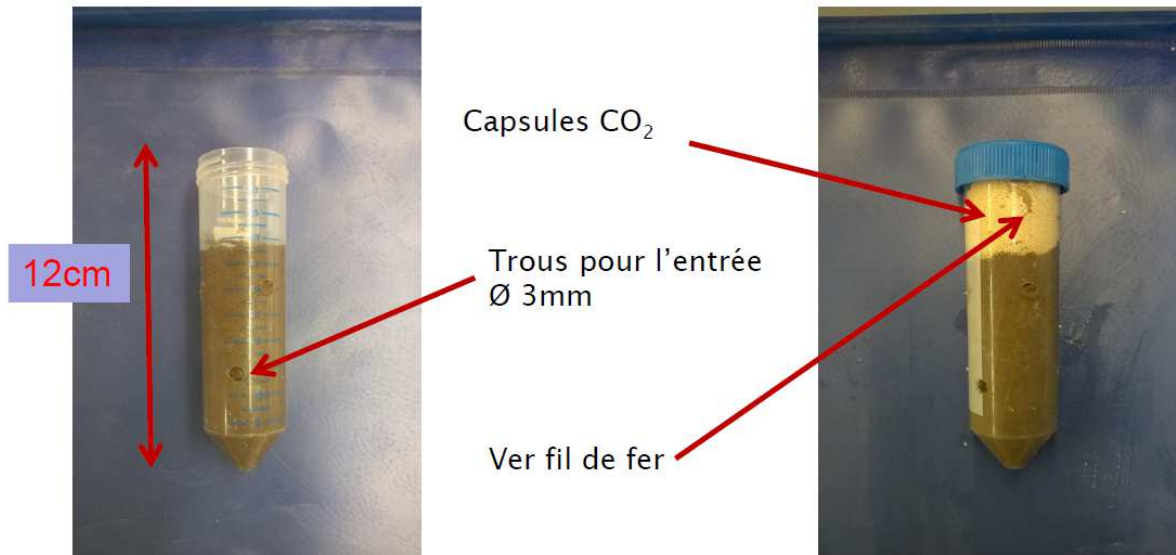 Capsules CO₂
12cm
Trous pour l'entrée
Ø 3mm
Ver fil de fer